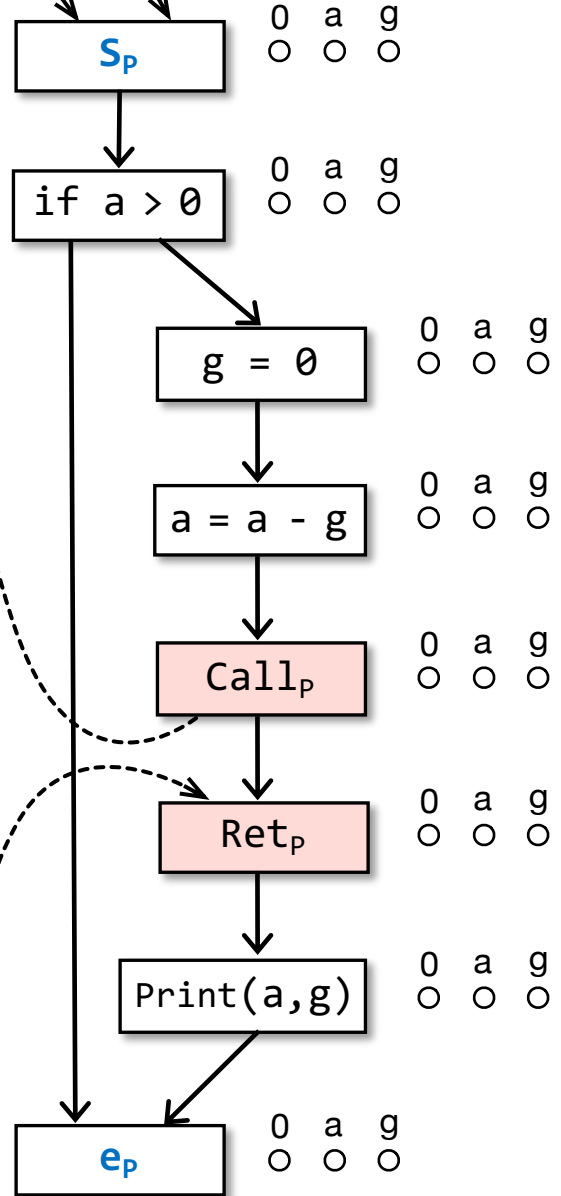 0 a g
S_P
0 a g
if a > 0
0 a g
g = 0
0 a g
a = a - g
0 a g
Call_P
0 a g
Ret_P
0 a g
Print(a,g)
0 a g
e_P